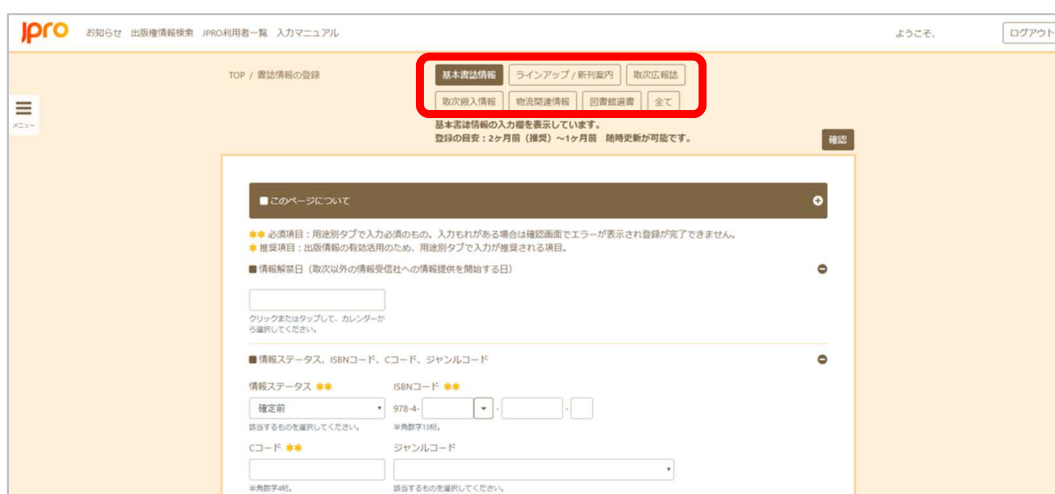 JPRO お知らせ 出版権情報検索 JPRO利用者一覧 入力マニュアル ようこそ、 ログアウト
TOP / 書誌情報の登録
基本書誌情報 ラインアップ / 新刊案内 取次広報誌
取次搬入情報 物流関連情報 図書館選書 全て
メニュー
基本書誌情報の入力欄を表示しています。
登録の目安：2ヶ月前（推奨）～1ヶ月前 随時更新が可能です。
確認
■このページについて
✱✱ 必須項目：用途別タブで入力必須のもの。入力もれがある場合は確認画面でエラーが表示され登録が完了できません。
✱ 推奨項目：出版情報の有効活用のため、用途別タブで入力が推奨される項目。
■情報解禁日（取次以外の情報受信社への情報提供を開始する日）
クリックまたはタップして、カレンダーか
ら選択してください。
■情報ステータス、ISBNコード、Cコード、ジャンルコード
情報ステータス ✱✱ ISBNコード ✱✱
確定前 978-4- - -
該当するものを選択してください。 半角数字13桁。
Cコード ✱✱ ジャンルコード
半角数字4桁。 該当するものを選択してください。